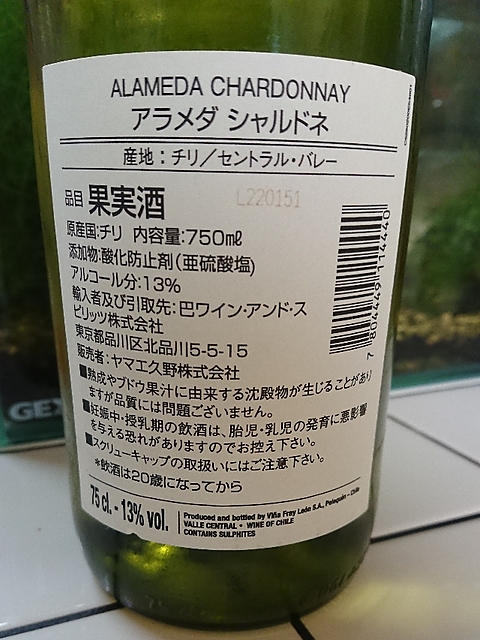 ALAMEDA CHARDONNAY
アラメダ シャルドネ
産地：チリ／セントラル・バレー
品目 果実酒
L220151
原産国:チリ 内容量:750㎖
添加物:酸化防止剤(亜硫酸塩)
アルコール分:13%
輸入者及び引取先:巴ワイン・アンド・ス
ピリッツ株式会社
東京都品川区北品川5-5-15
販売者:ヤマエク野株式会社
■熟成やブドウ果汁に由来する沈殿物が生じることがあり
ますが品質には問題ございません。
■妊娠中・授乳期の飲酒は、胎児・乳児の発育に悪影響
を与える恐れがありますのでお控え下さい。
■スクリューキャップの取扱いにはご注意下さい。
*飲酒は20歳になってから
75 cl. - 13% vol.
Produced and bottled by Viña Fray León S.A., Pelequén - Chile
VALLE CENTRAL • WINE OF CHILE
CONTAINS SULPHITES
GEX